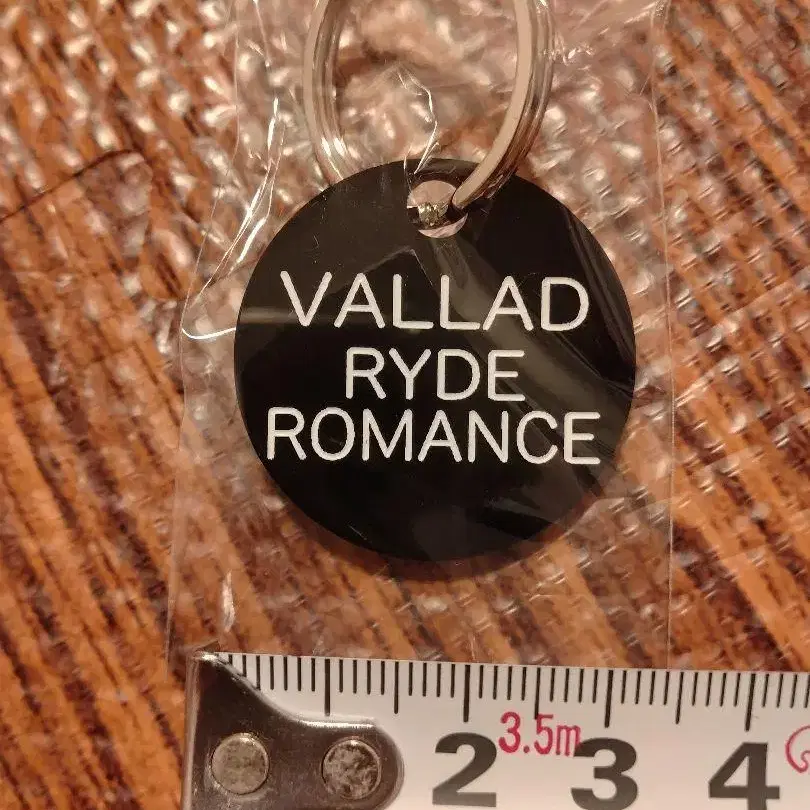 VALLAD
RYDE
ROMANCE
3.5m
2 3 4